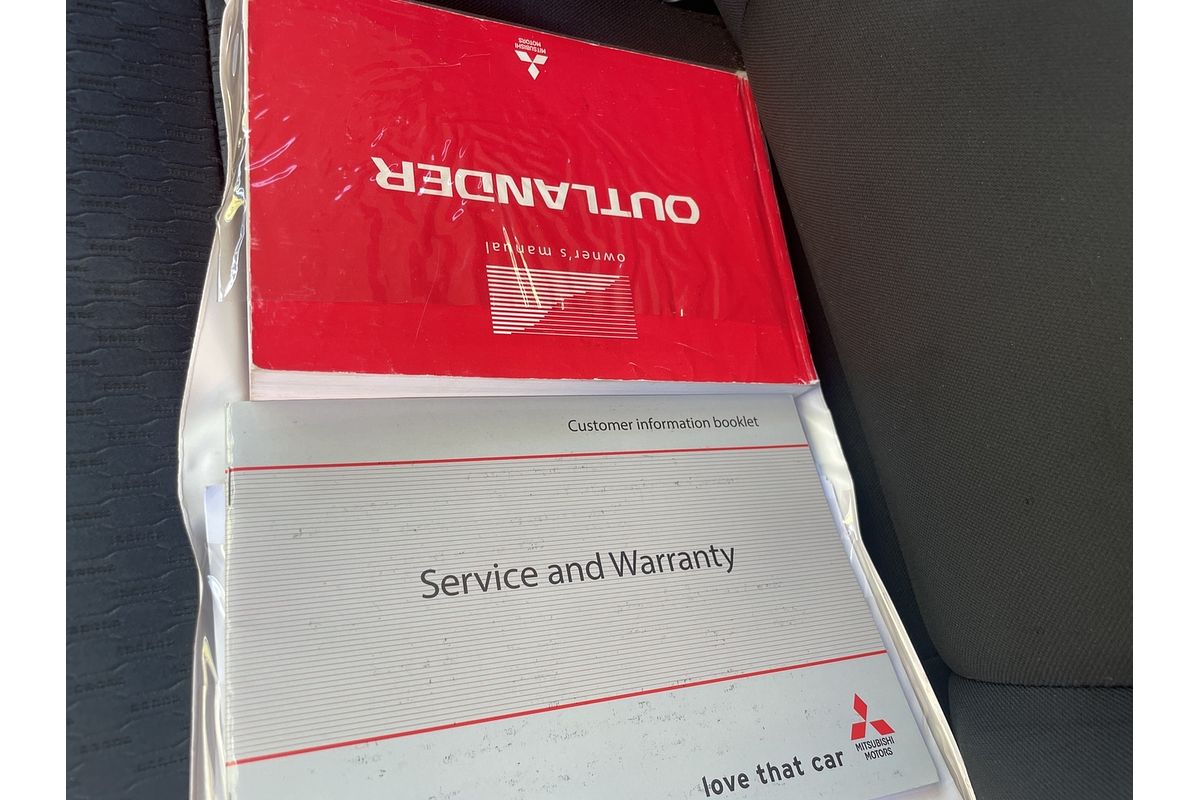 MITSUBISHI
MOTORS
OUTLANDER
owner's manual
Customer information booklet
Service and Warranty
love that car
MITSUBISHI
MOTORS